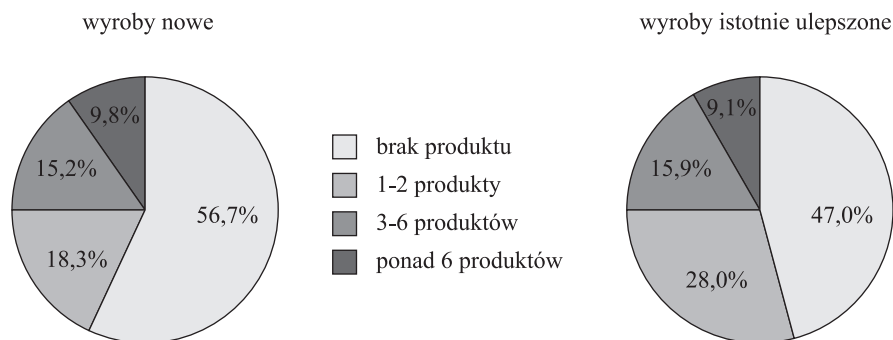 wyroby nowe
9,8%
15,2%
56,7%
18,3%
brak produktu
1-2 produkty
3-6 produktów
ponad 6 produktów
wyroby istotnie ulepszone
9,1%
15,9%
47,0%
28,0%